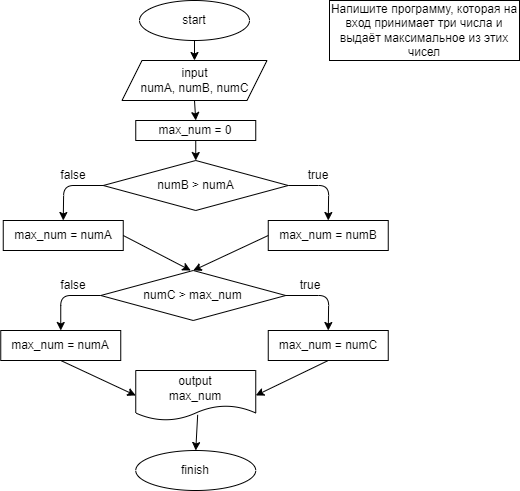 start
Напишите программу, которая на
вход принимает три числа и
выдаёт максимальное из этих
чисел
input
numA, numB, numC
max_num = 0
false
true
numB > numA
max_num = numA
max_num = numB
false
true
numC > max_num
max_num = numA
max_num = numC
output
max_num
finish